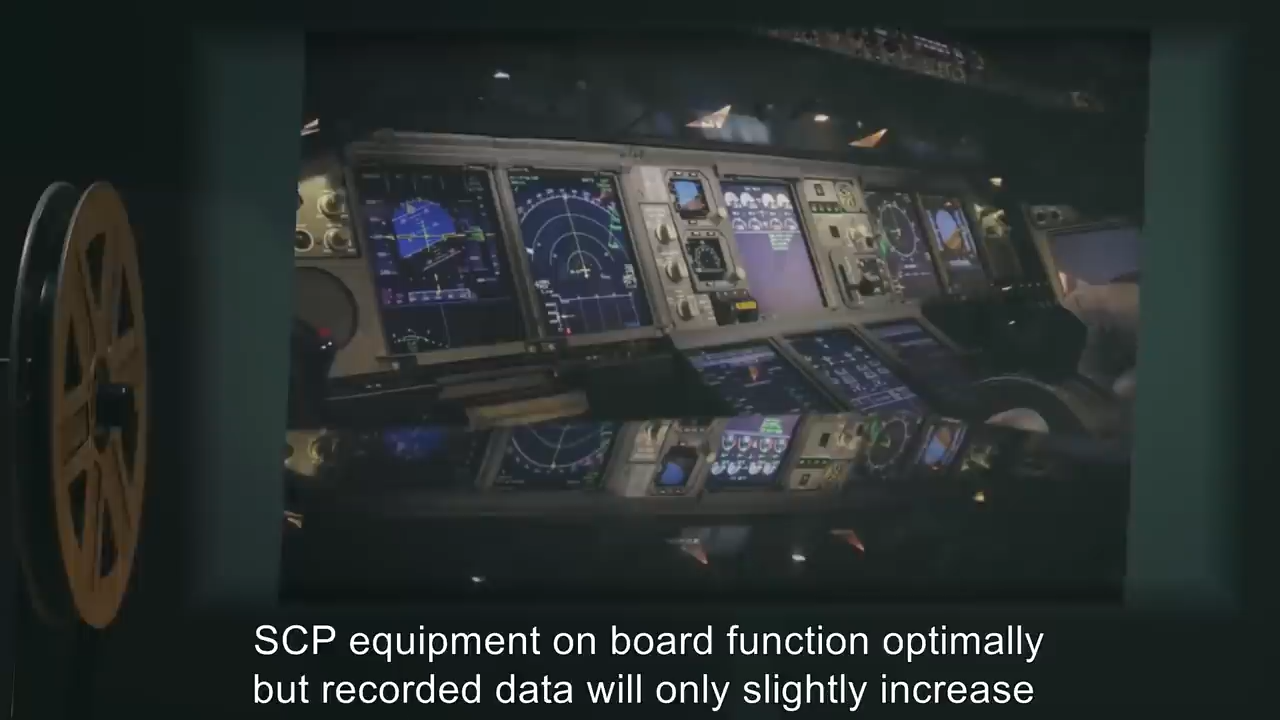 SCP equipment on board function optimally
but recorded data will only slightly increase